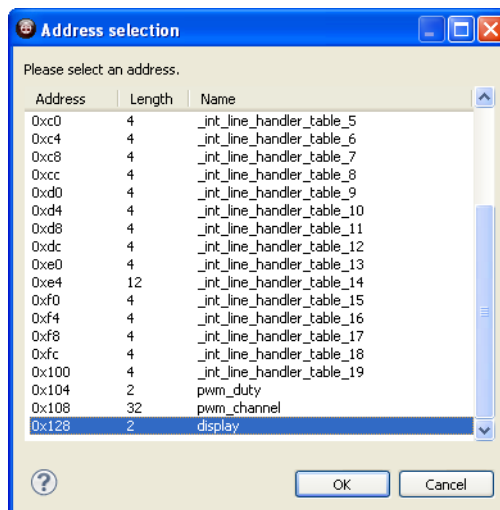 Address selection
Please select an address.
Address Length Name
0xc0 4 _int_line_handler_table_5
0xc4 4 _int_line_handler_table_6
0xc8 4 _int_line_handler_table_7
0xcc 4 _int_line_handler_table_8
0xd0 4 _int_line_handler_table_9
0xd4 4 _int_line_handler_table_10
0xd8 4 _int_line_handler_table_11
0xdc 4 _int_line_handler_table_12
0xe0 4 _int_line_handler_table_13
0xe4 12 _int_line_handler_table_14
0xf0 4 _int_line_handler_table_15
0xf4 4 _int_line_handler_table_16
0xf8 4 _int_line_handler_table_17
0xfc 4 _int_line_handler_table_18
0x100 4 _int_line_handler_table_19
0x104 2 pwm_duty
0x108 32 pwm_channel
0x128 2 display
? OK Cancel